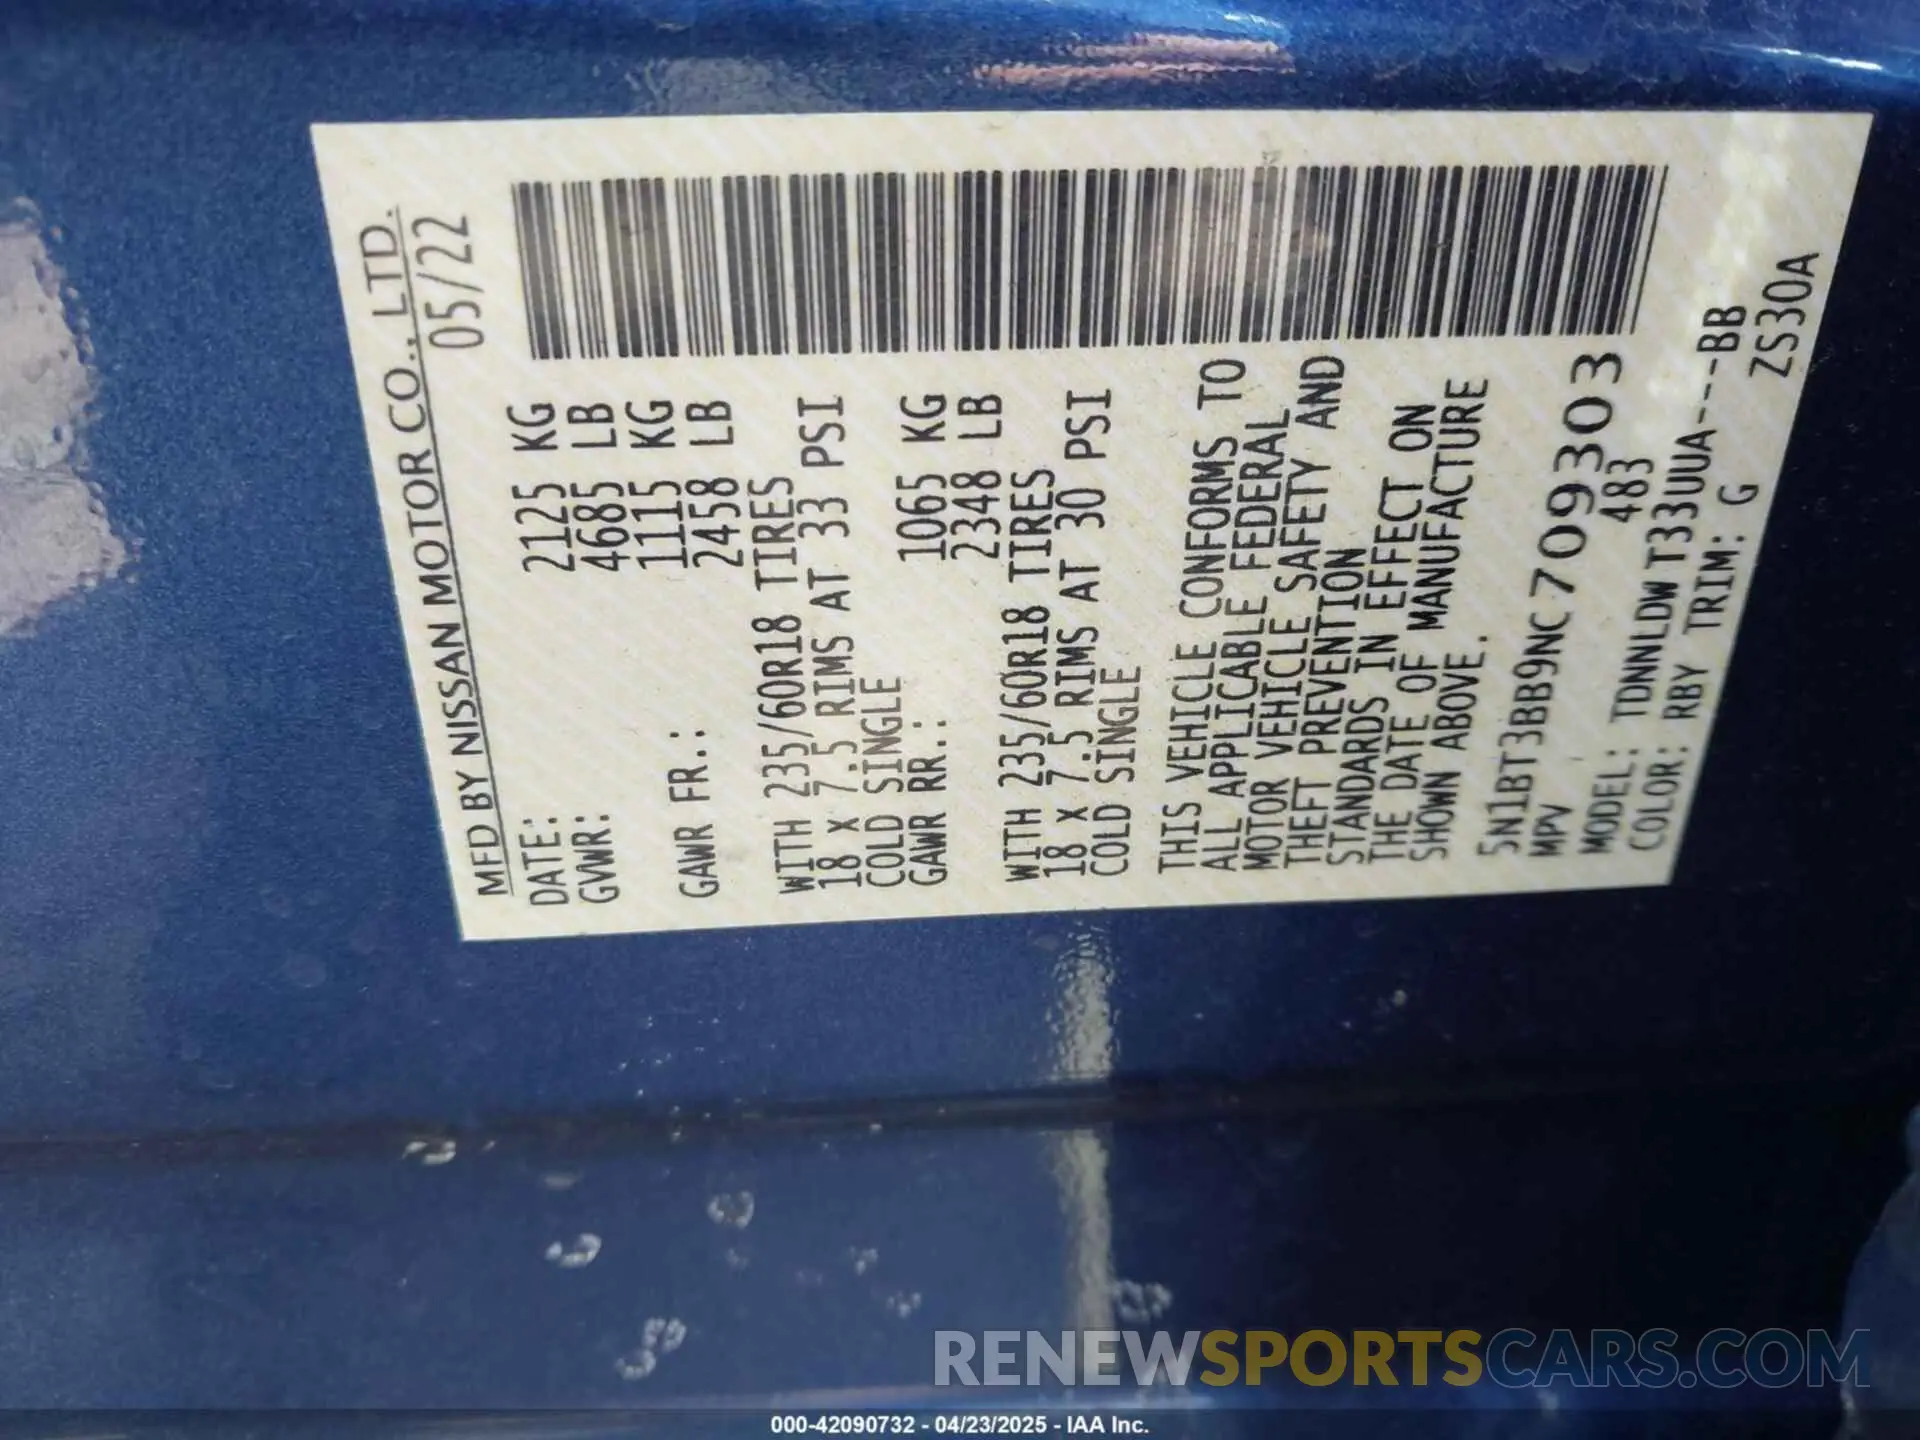 MFD BY NISSAN MOTOR CO., LTD.
DATE: 05/22
GVWR: 2125 KG
4685 LB
1115 KG
GAWR FR.: 2458 LB
WITH 235/60R18 TIRES
18 X 7.5 RIMS AT 33 PSI
COLD SINGLE
GAWR RR.: 1065 KG
2348 LB
WITH 235/60R18 TIRES
18 X 7.5 RIMS AT 30 PSI
COLD SINGLE
THIS VEHICLE CONFORMS TO
ALL APPLICABLE FEDERAL
MOTOR VEHICLE SAFETY AND
THEFT PREVENTION
STANDARDS IN EFFECT ON
THE DATE OF MANUFACTURE
SHOWN ABOVE.
5N1BT3BB9NC709303
MPV 483
MODEL: TDNNLDW T33UUA---BB
COLOR: RBY TRIM: G ZS30A
RENEWSPORTSCARS.COM
000-42090732 - 04/23/2025 - IAA Inc.